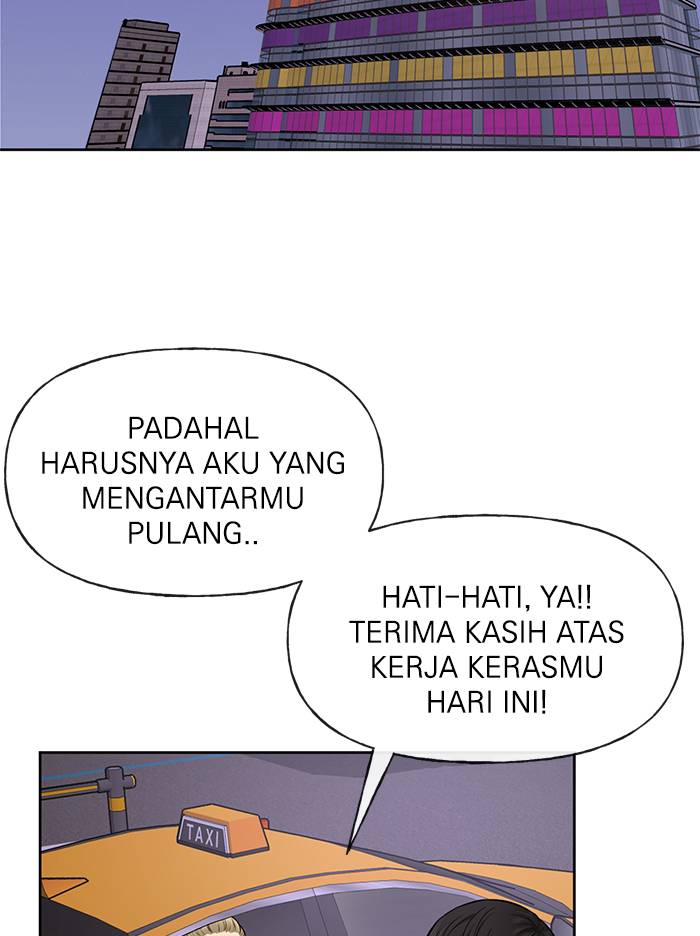 PADAHAL
HARUSNYA AKU YANG
MENGANTARMU
PULANG..
HATI-HATI, YA!!
TERIMA KASIH ATAS
KERJA KERASMU
HARI INI!
TAXI